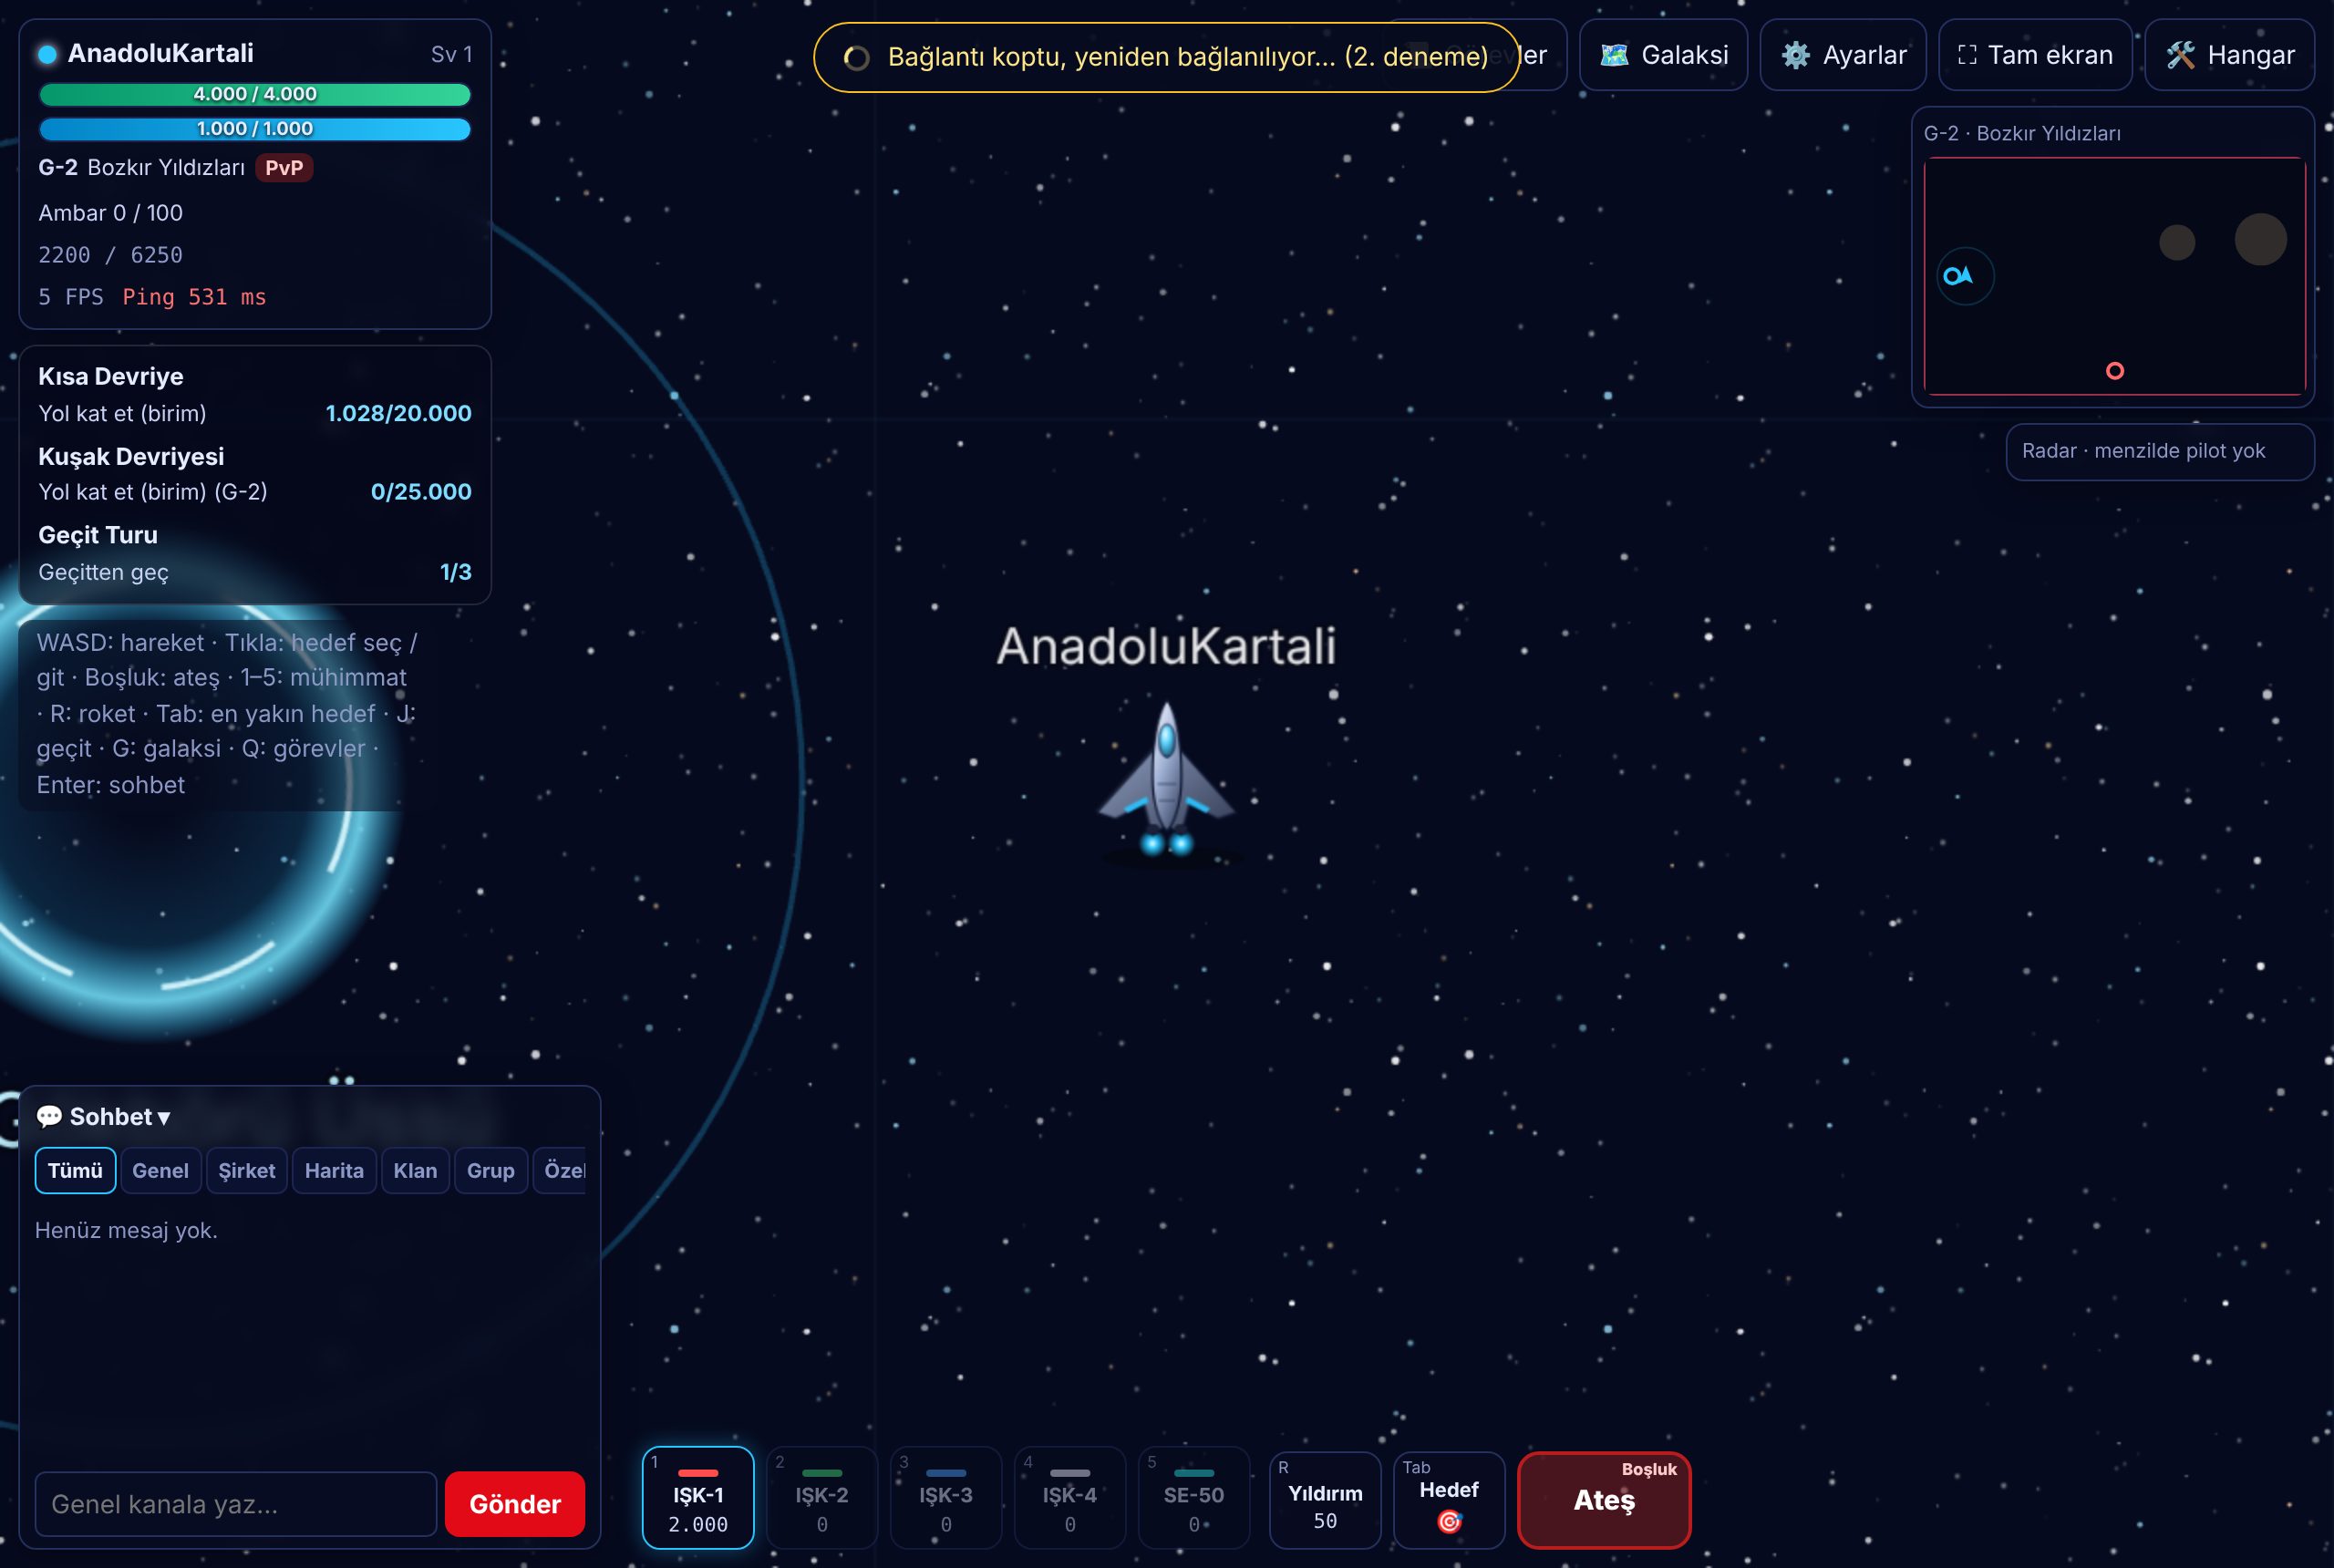 AnadoluKartali Sv 1
4.000 / 4.000
1.000 / 1.000
G-2 Bozkır Yıldızları PvP
Ambar 0 / 100
2200 / 6250
5 FPS Ping 531 ms
Bağlantı koptu, yeniden bağlanılıyor... (2. deneme)
Galaksi
Ayarlar
Tam ekran
Hangar
G-2 · Bozkır Yıldızları
Radar · menzilde pilot yok
Kısa Devriye
Yol kat et (birim) 1.028/20.000
Kuşak Devriyesi
Yol kat et (birim) (G-2) 0/25.000
Geçit Turu
Geçitten geç 1/3
WASD: hareket · Tıkla: hedef seç /
git · Boşluk: ateş · 1–5: mühimmat
· R: roket · Tab: en yakın hedef · J:
geçit · G: galaksi · Q: görevler ·
Enter: sohbet
AnadoluKartali
Sohbet ▾
Tümü Genel Şirket Harita Klan Grup Özel
Henüz mesaj yok.
Genel kanala yaz...
Gönder
1
IŞK-1
2.000
2
IŞK-2
0
3
IŞK-3
0
4
IŞK-4
0
5
SE-50
0
R
Yıldırım
50
Tab
Hedef
Boşluk
Ateş